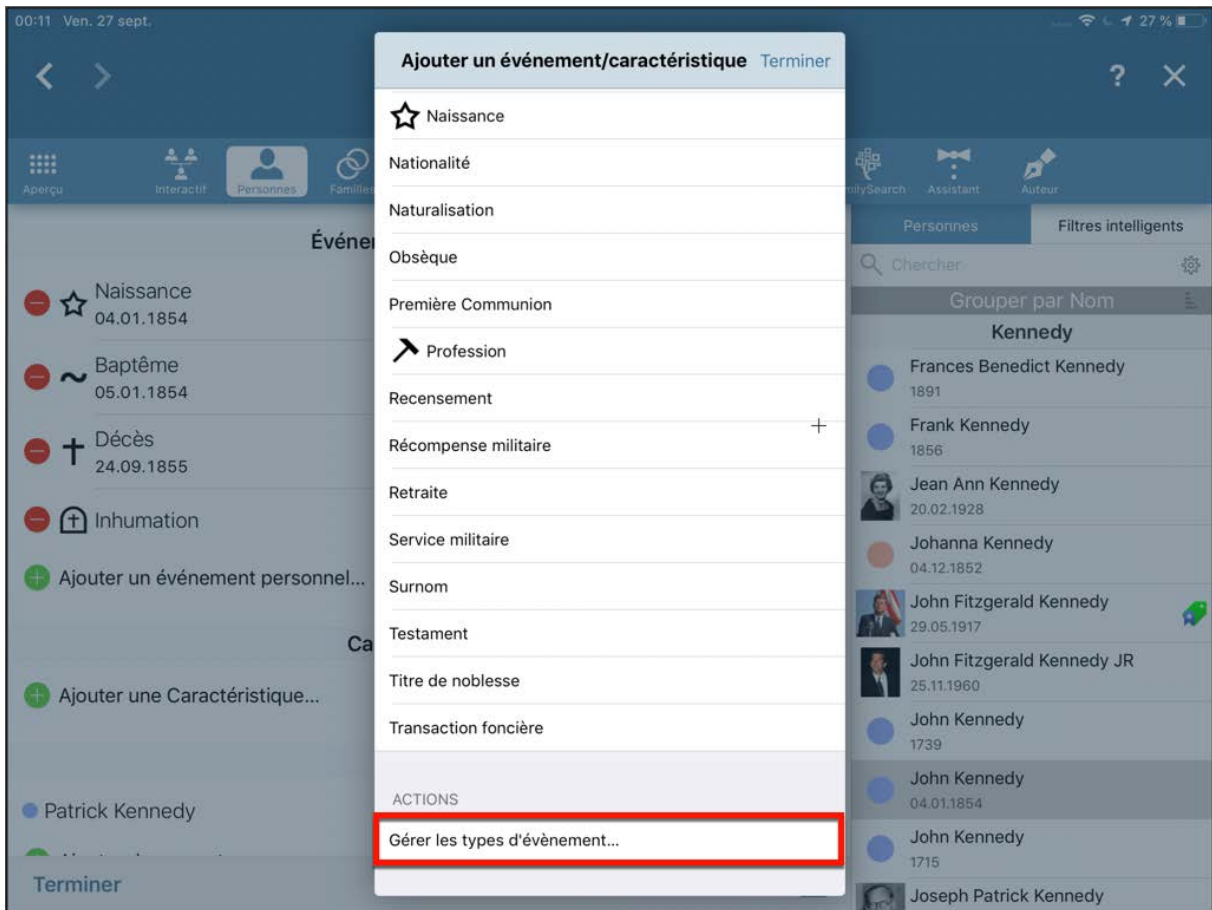 00:11 Ven. 27 sept.
27 %
Ajouter un événement/caractéristique Terminer
?
Aperçu
Interactif
Personnes
Familles
milySearch
Assistant
Auteur
Naissance
Nationalité
Naturalisation
Obsèque
Première Communion
Profession
Recensement
Récompense militaire
Retraite
Service militaire
Surnom
Testament
Titre de noblesse
Transaction foncière
ACTIONS
Gérer les types d'évènement...
Événe
Naissance
04.01.1854
Baptême
05.01.1854
Décès
24.09.1855
Inhumation
Ajouter un événement personnel...
Ca
Ajouter une Caractéristique...
Patrick Kennedy
Terminer
Personnes
Filtres intelligents
Chercher
Grouper par Nom
Kennedy
Frances Benedict Kennedy
1891
Frank Kennedy
1856
Jean Ann Kennedy
20.02.1928
Johanna Kennedy
04.12.1852
John Fitzgerald Kennedy
29.05.1917
John Fitzgerald Kennedy JR
25.11.1960
John Kennedy
1739
John Kennedy
04.01.1854
John Kennedy
1715
Joseph Patrick Kennedy